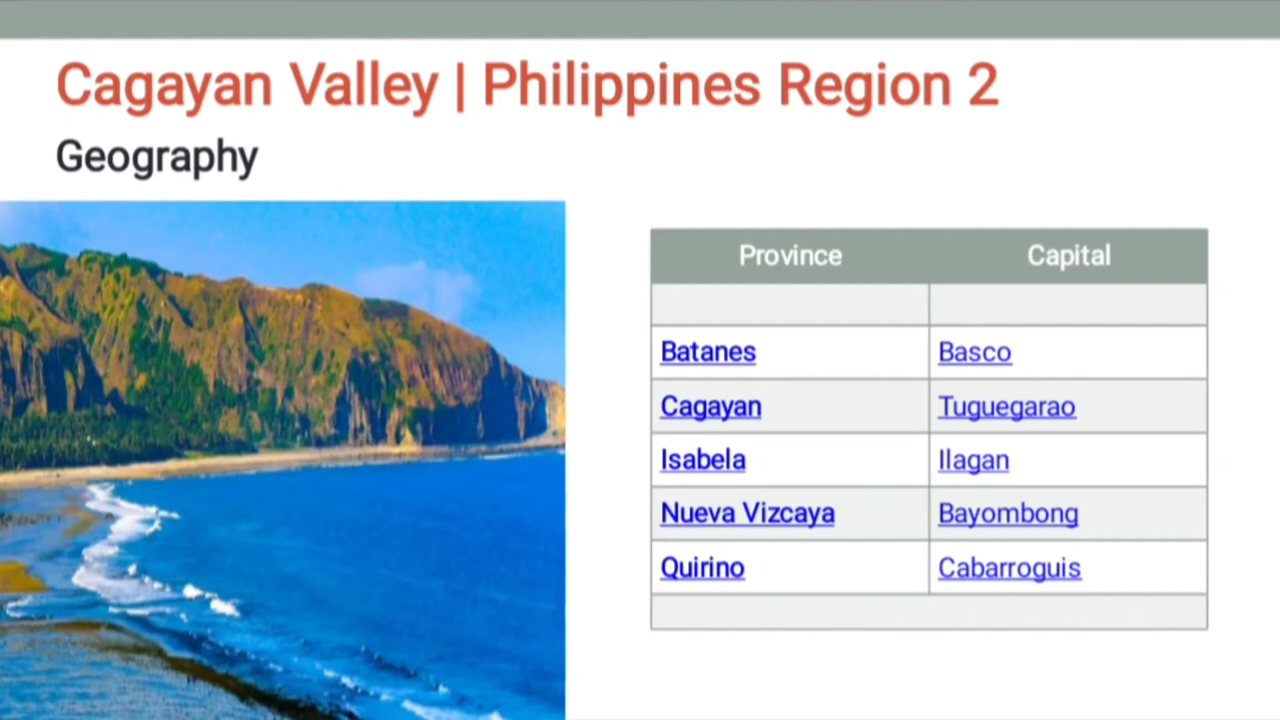 Cagayan Valley | Philippines Region 2
Geography
Province Capital
Batanes Basco
Cagayan Tuguegarao
Isabela Ilagan
Nueva Vizcaya Bayombong
Quirino Cabarroguis